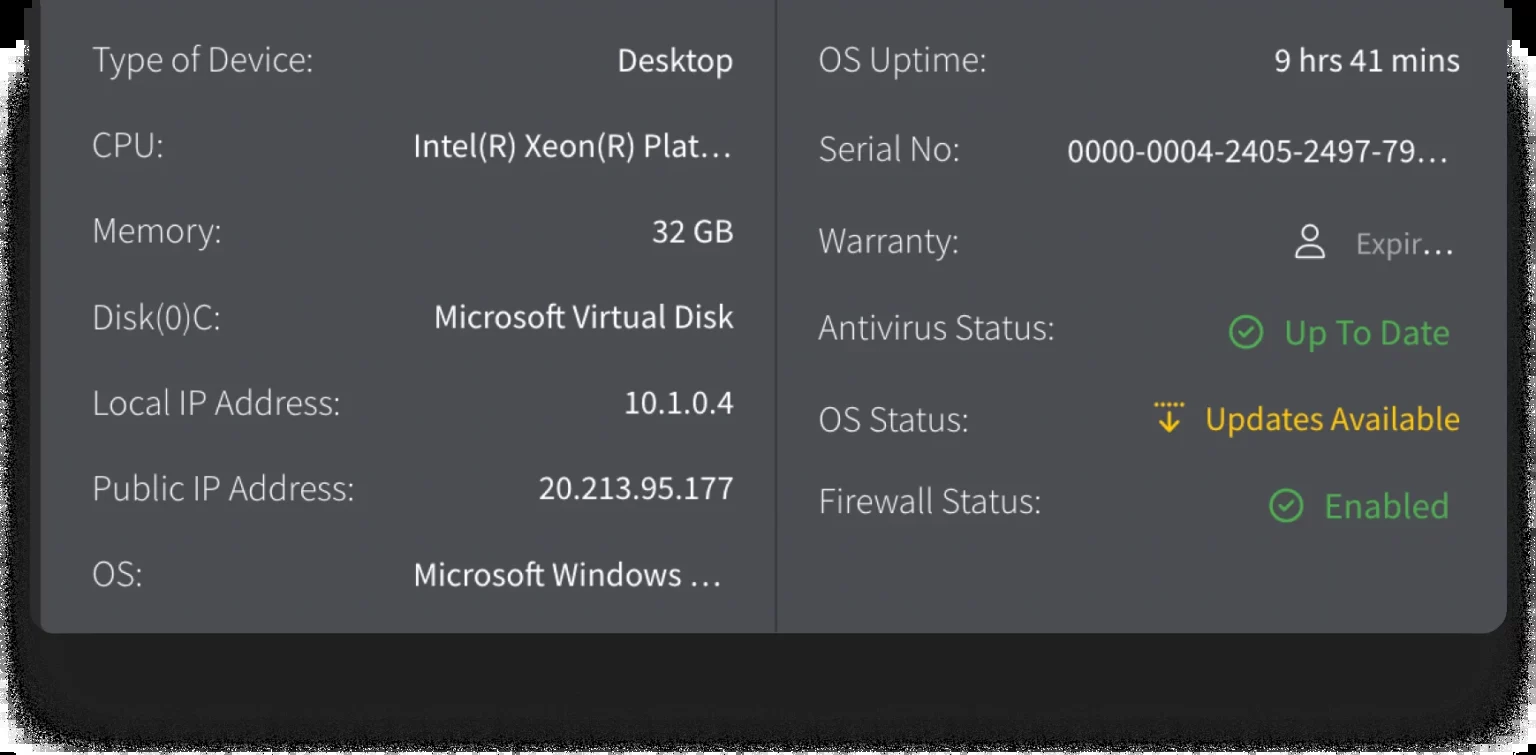 Type of Device: Desktop
CPU: Intel(R) Xeon(R) Plat...
Memory: 32 GB
Disk(0)C: Microsoft Virtual Disk
Local IP Address: 10.1.0.4
Public IP Address: 20.213.95.177
OS: Microsoft Windows ...
OS Uptime: 9 hrs 41 mins
Serial No: 0000-0004-2405-2497-79...
Warranty: Expir...
Antivirus Status: Up To Date
OS Status: Updates Available
Firewall Status: Enabled